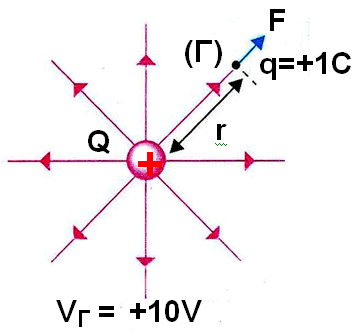 F
(Γ)
q=+1C
Q
r
+
V_Γ = +10V